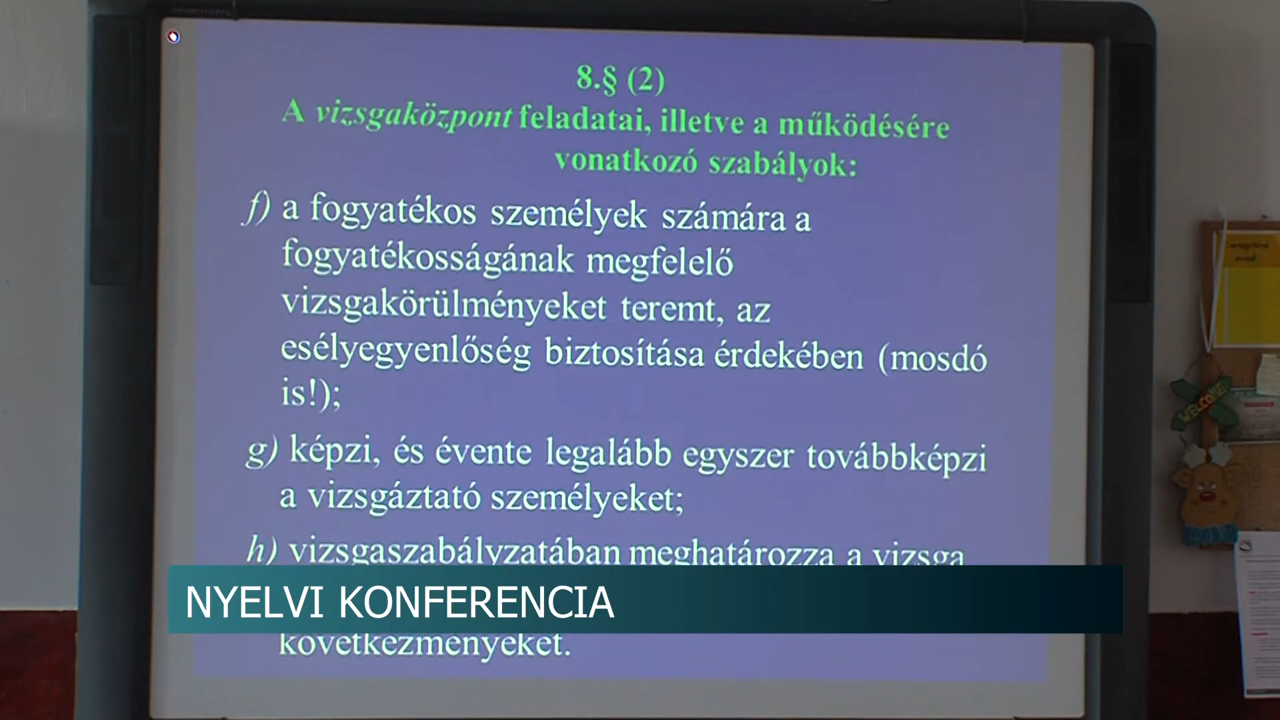 8.§ (2)
A vizsgaközpont feladatai, illetve a működésére
vonatkozó szabályok:
f) a fogyatékos személyek számára a
fogyatékosságának megfelelő
vizsgakörülményeket teremt, az
esélyegyenlőség biztosítása érdekében (mosdó
is!);
g) képzi, és évente legalább egyszer továbbképzi
a vizsgáztató személyeket;
h) vizsgaszabályzatában meghatározza a vizsga
NYELVI KONFERENCIA
következményeket.
WELCOME